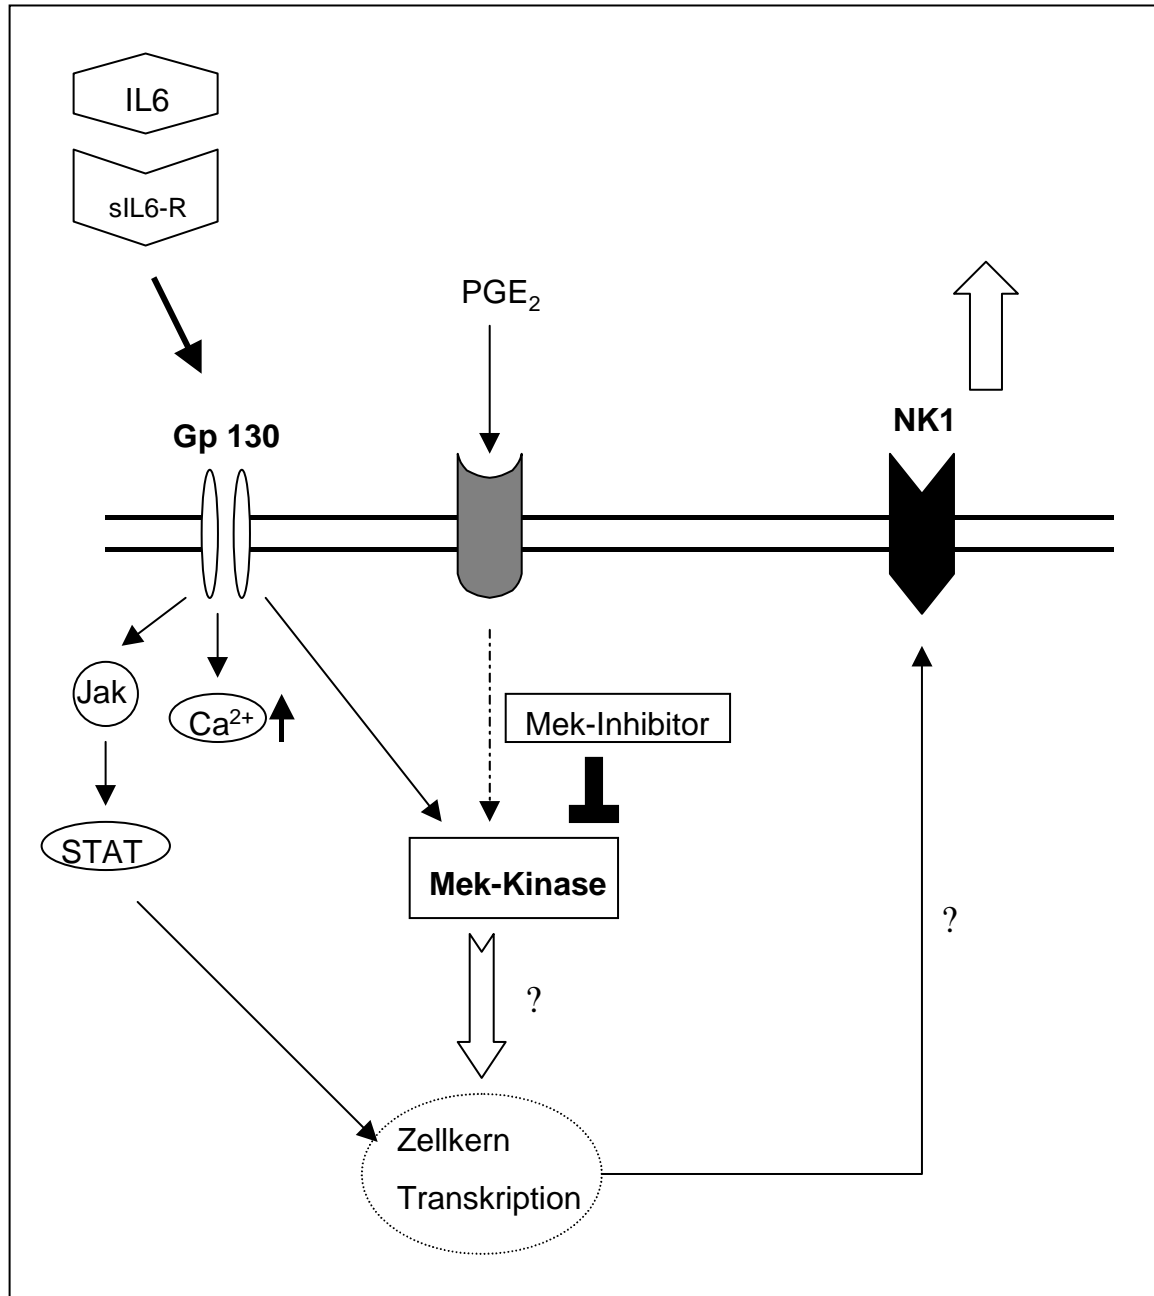 IL6
sIL6-R
PGE₂
Gp 130
NK1
Jak
Ca²⁺
Mek-Inhibitor
STAT
Mek-Kinase
?
?
Zellkern
Transkription